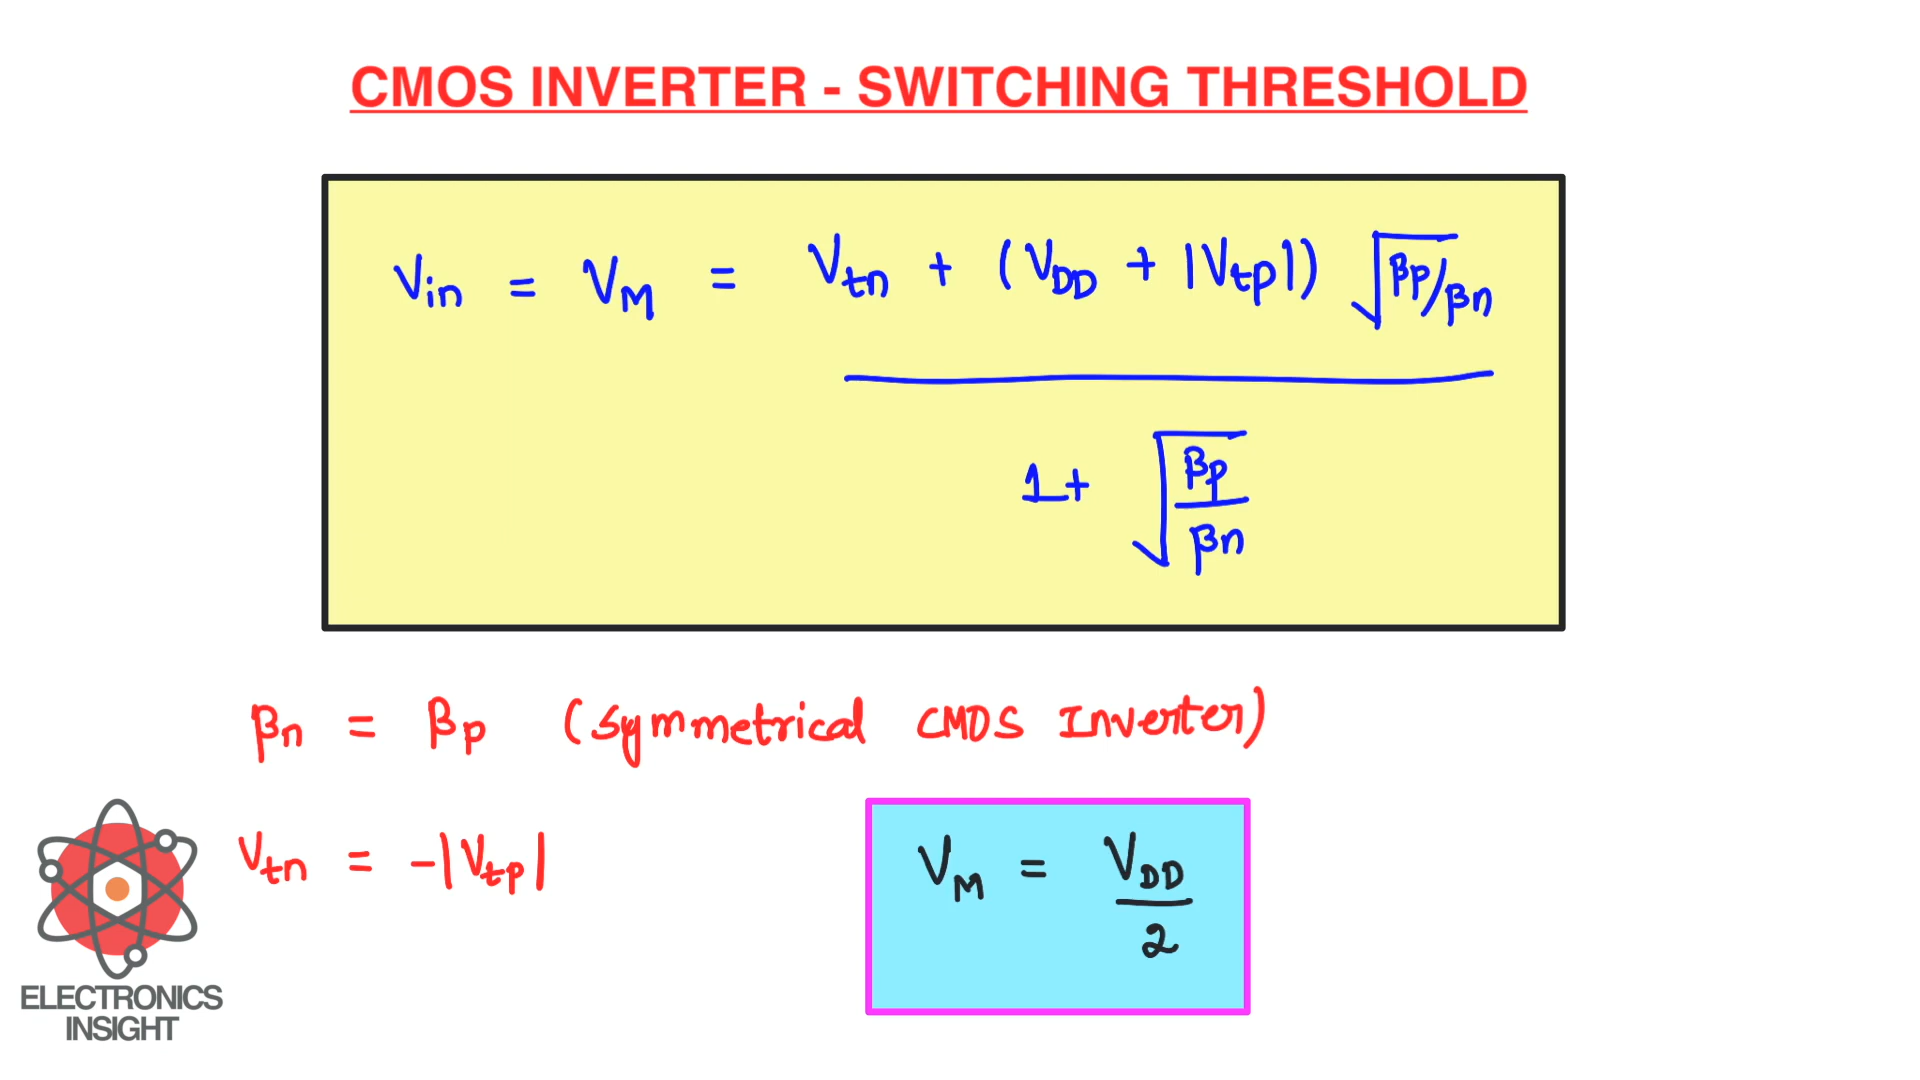 CMOS INVERTER - SWITCHING THRESHOLD
Vin = VM = Vtn + (VDD + |Vtp|) √βp/βn
1+ √βp/βn
βn = βp (symmetrical CMOS Inverter)
Vtn = -|Vtp|
VM = VDD/2
ELECTRONICS
INSIGHT